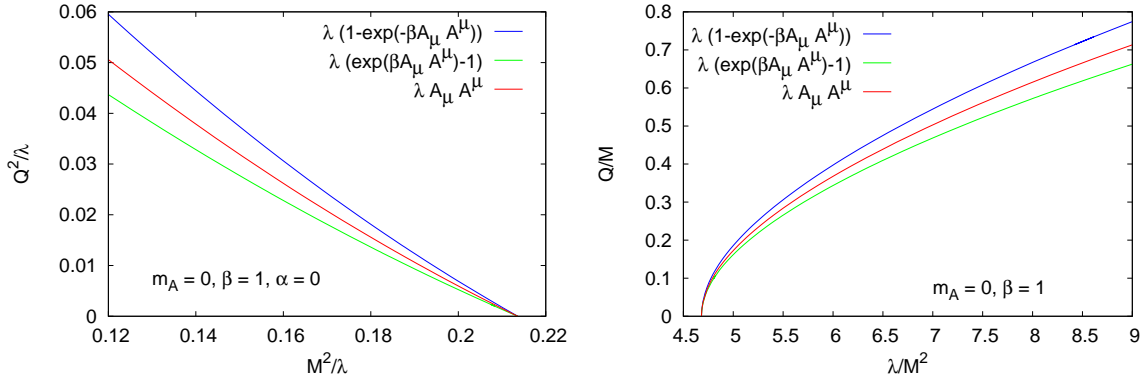 0.06
0.05
0.04
0.03
0.02
0.01
0
Q²/λ
λ (1-exp(-βA_μ A^μ))
λ (exp(βA_μ A^μ)-1)
λ A_μ A^μ
m_A = 0, β = 1, α = 0
0.12 0.14 0.16 0.18 0.2 0.22
M²/λ
0.8
0.7
0.6
0.5
0.4
0.3
0.2
0.1
0
Q/M
λ (1-exp(-βA_μ A^μ))
λ (exp(βA_μ A^μ)-1)
λ A_μ A^μ
m_A = 0, β = 1
4.5 5 5.5 6 6.5 7 7.5 8 8.5 9
λ/M²